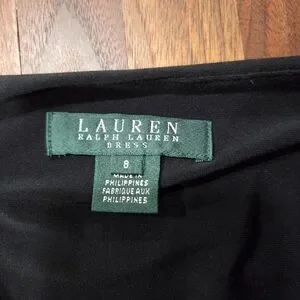 LAUREN
RALPH LAUREN
DRESS
8
MADE IN
PHILIPPINES
FABRIQUE AUX
PHILIPPINES